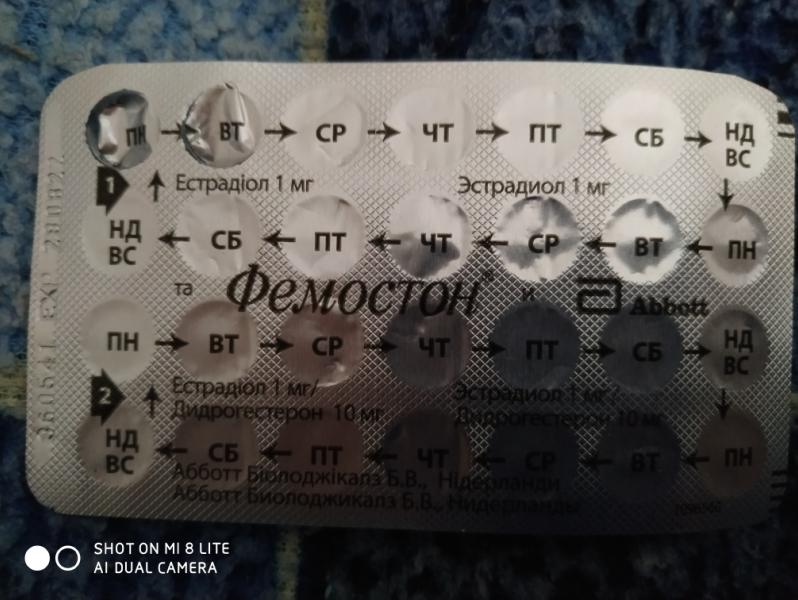 ПН ВТ СР ЧТ ПТ СБ НД ВС
1 Естрадіол 1 мг Эстрадиол 1 мг
НД ВС СБ ПТ ЧТ СР ВТ ПН
та Фемостон® и Abbott
ПН ВТ СР ЧТ ПТ СБ НД ВС
2 Естрадіол 1 мг/ Эстрадиол 1 мг/
Дидрогестерон 10 мг Дидрогестерон 10 мг
НД ВС СБ ПТ ЧТ СР ВТ ПН
Абботт Біолоджікалз Б.В., Нідерланди
Абботт Биолоджикалз Б.В., Нидерланды
EXP
SHOT ON MI 8 LITE
AI DUAL CAMERA